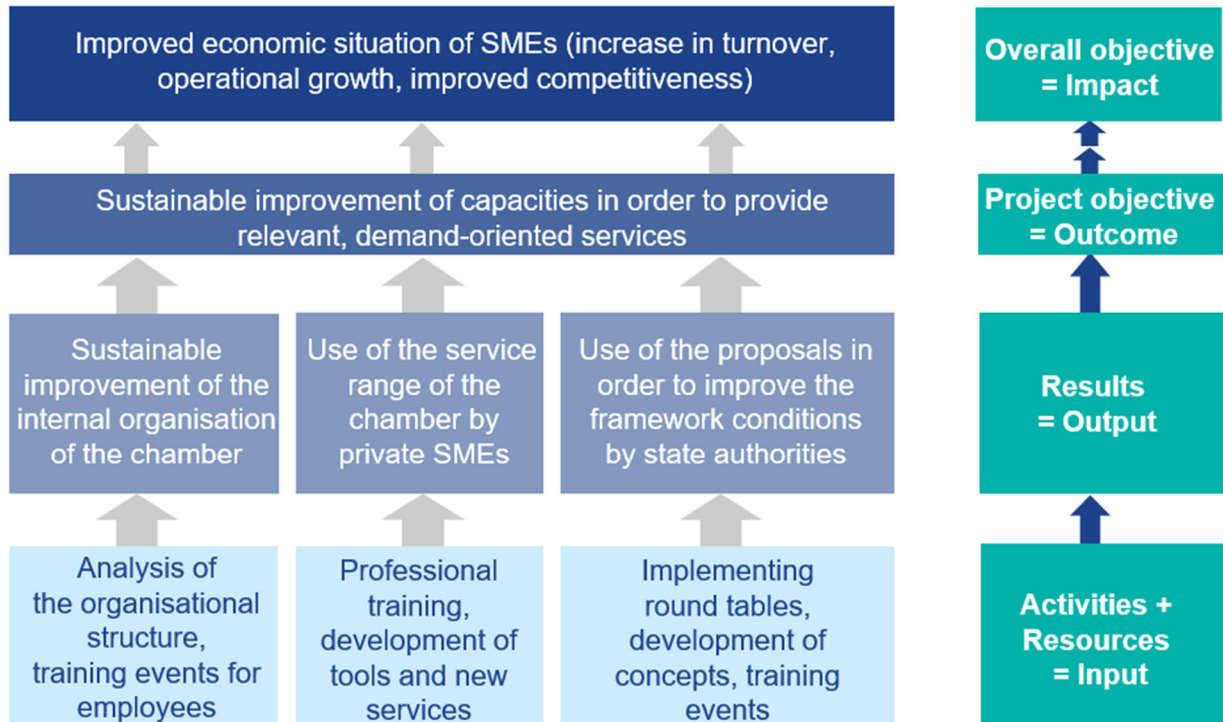 Improved economic situation of SMEs (increase in turnover,
operational growth, improved competitiveness)
Overall objective
= Impact
Sustainable improvement of capacities in order to provide
relevant, demand-oriented services
Project objective
= Outcome
Sustainable
improvement of the
internal organisation
of the chamber
Use of the service
range of the
chamber by
private SMEs
Use of the proposals in
order to improve the
framework conditions
by state authorities
Results
= Output
Analysis of
the organisational
structure,
training events for
employees
Professional
training,
development of
tools and new
services
Implementing
round tables,
development of
concepts, training
events
Activities +
Resources
= Input